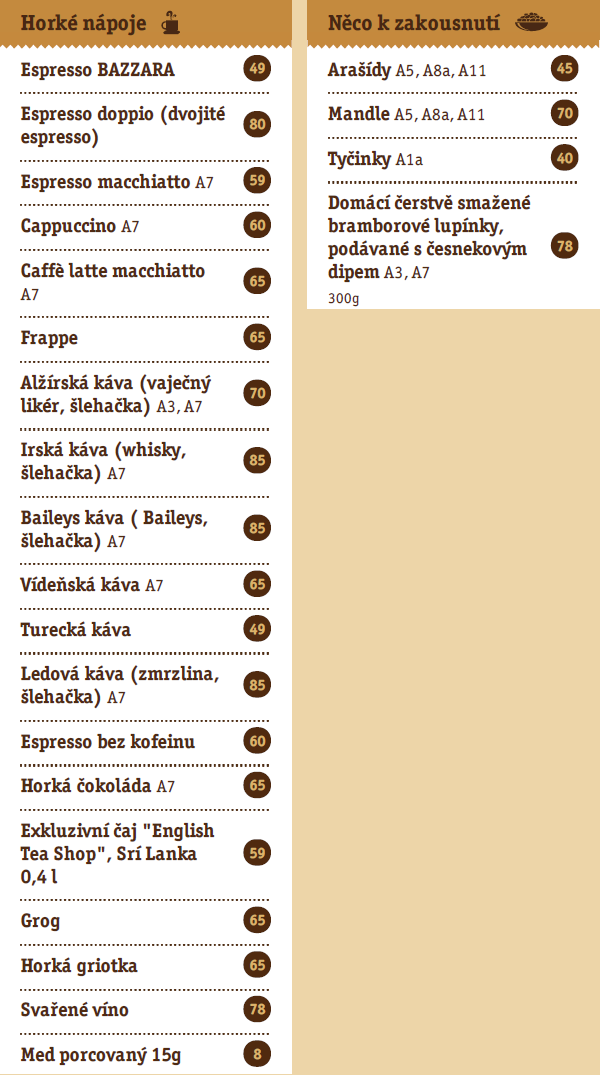 Horké nápoje
Espresso BAZZARA 49
Espresso doppio (dvojité
espresso) 80
Espresso macchiatto A7 59
Cappuccino A7 60
Caffè latte macchiatto
A7 65
Frappe 65
Alžírská káva (vaječný
likér, šlehačka) A3, A7 70
Irská káva (whisky,
šlehačka) A7 85
Baileys káva ( Baileys,
šlehačka) A7 85
Vídeňská káva A7 65
Turecká káva 49
Ledová káva (zmrzlina,
šlehačka) A7 85
Espresso bez kofeinu 60
Horká čokoláda A7 65
Exkluzivní čaj "English
Tea Shop", Srí Lanka 59
0,4 l
Grog 65
Horká griotka 65
Svařené víno 78
Med porcovaný 15g 8
Něco k zakousnutí
Arašídy A5, A8a, A11 45
Mandle A5, A8a, A11 70
Tyčinky A1a 40
Domácí čerstvě smažené
bramborové lupínky,
podávané s česnekovým 78
dipem A3, A7
300g